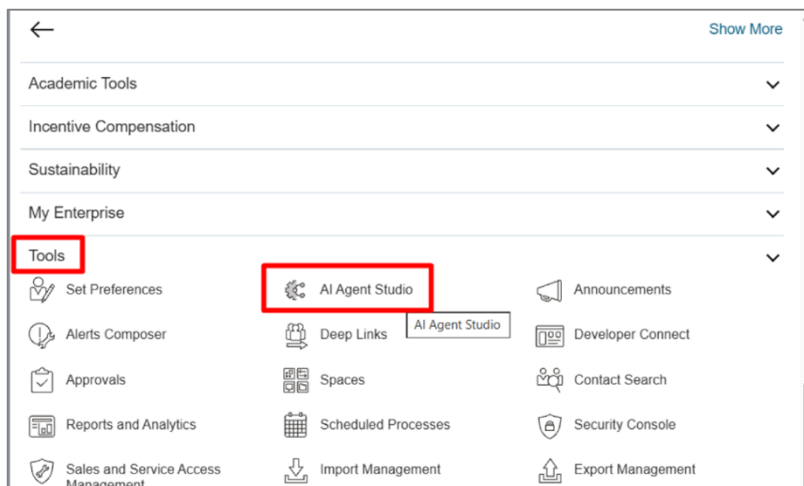 Show More
Academic Tools
Incentive Compensation
Sustainability
My Enterprise
Tools
Set Preferences
AI Agent Studio
Announcements
Alerts Composer
Deep Links
AI Agent Studio
Developer Connect
Approvals
Spaces
Contact Search
Reports and Analytics
Scheduled Processes
Security Console
Sales and Service Access
Management
Import Management
Export Management